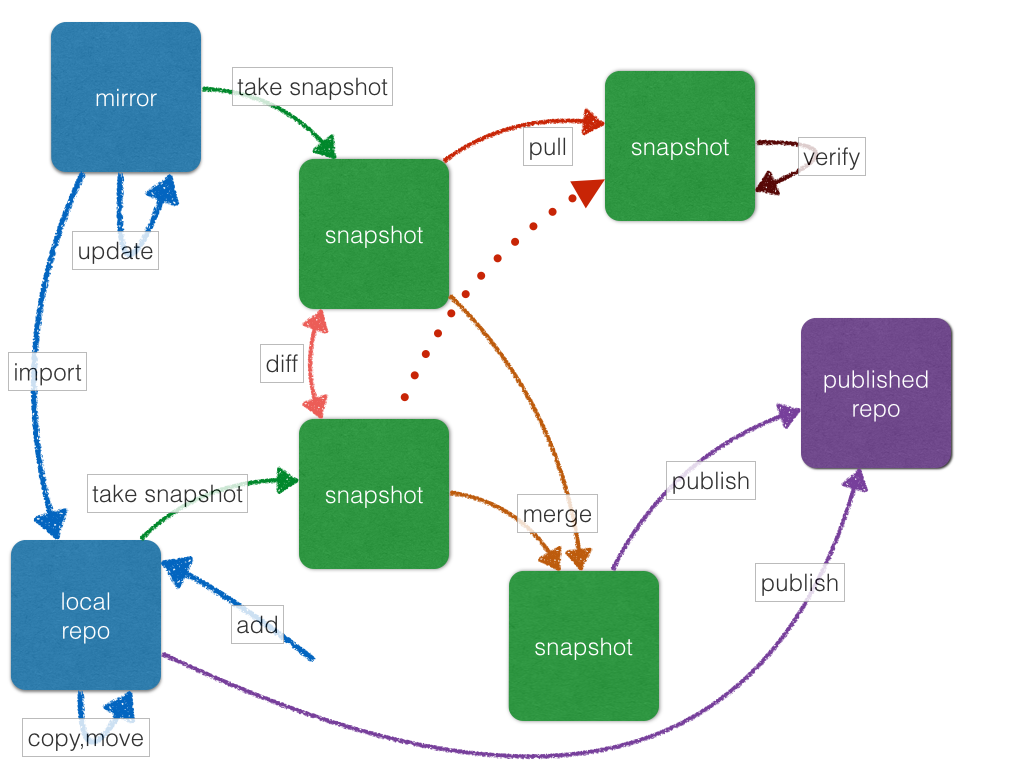 mirror
take snapshot
pull
snapshot
verify
snapshot
update
import
diff
published
repo
take snapshot
snapshot
publish
merge
local
repo
add
publish
snapshot
copy,move